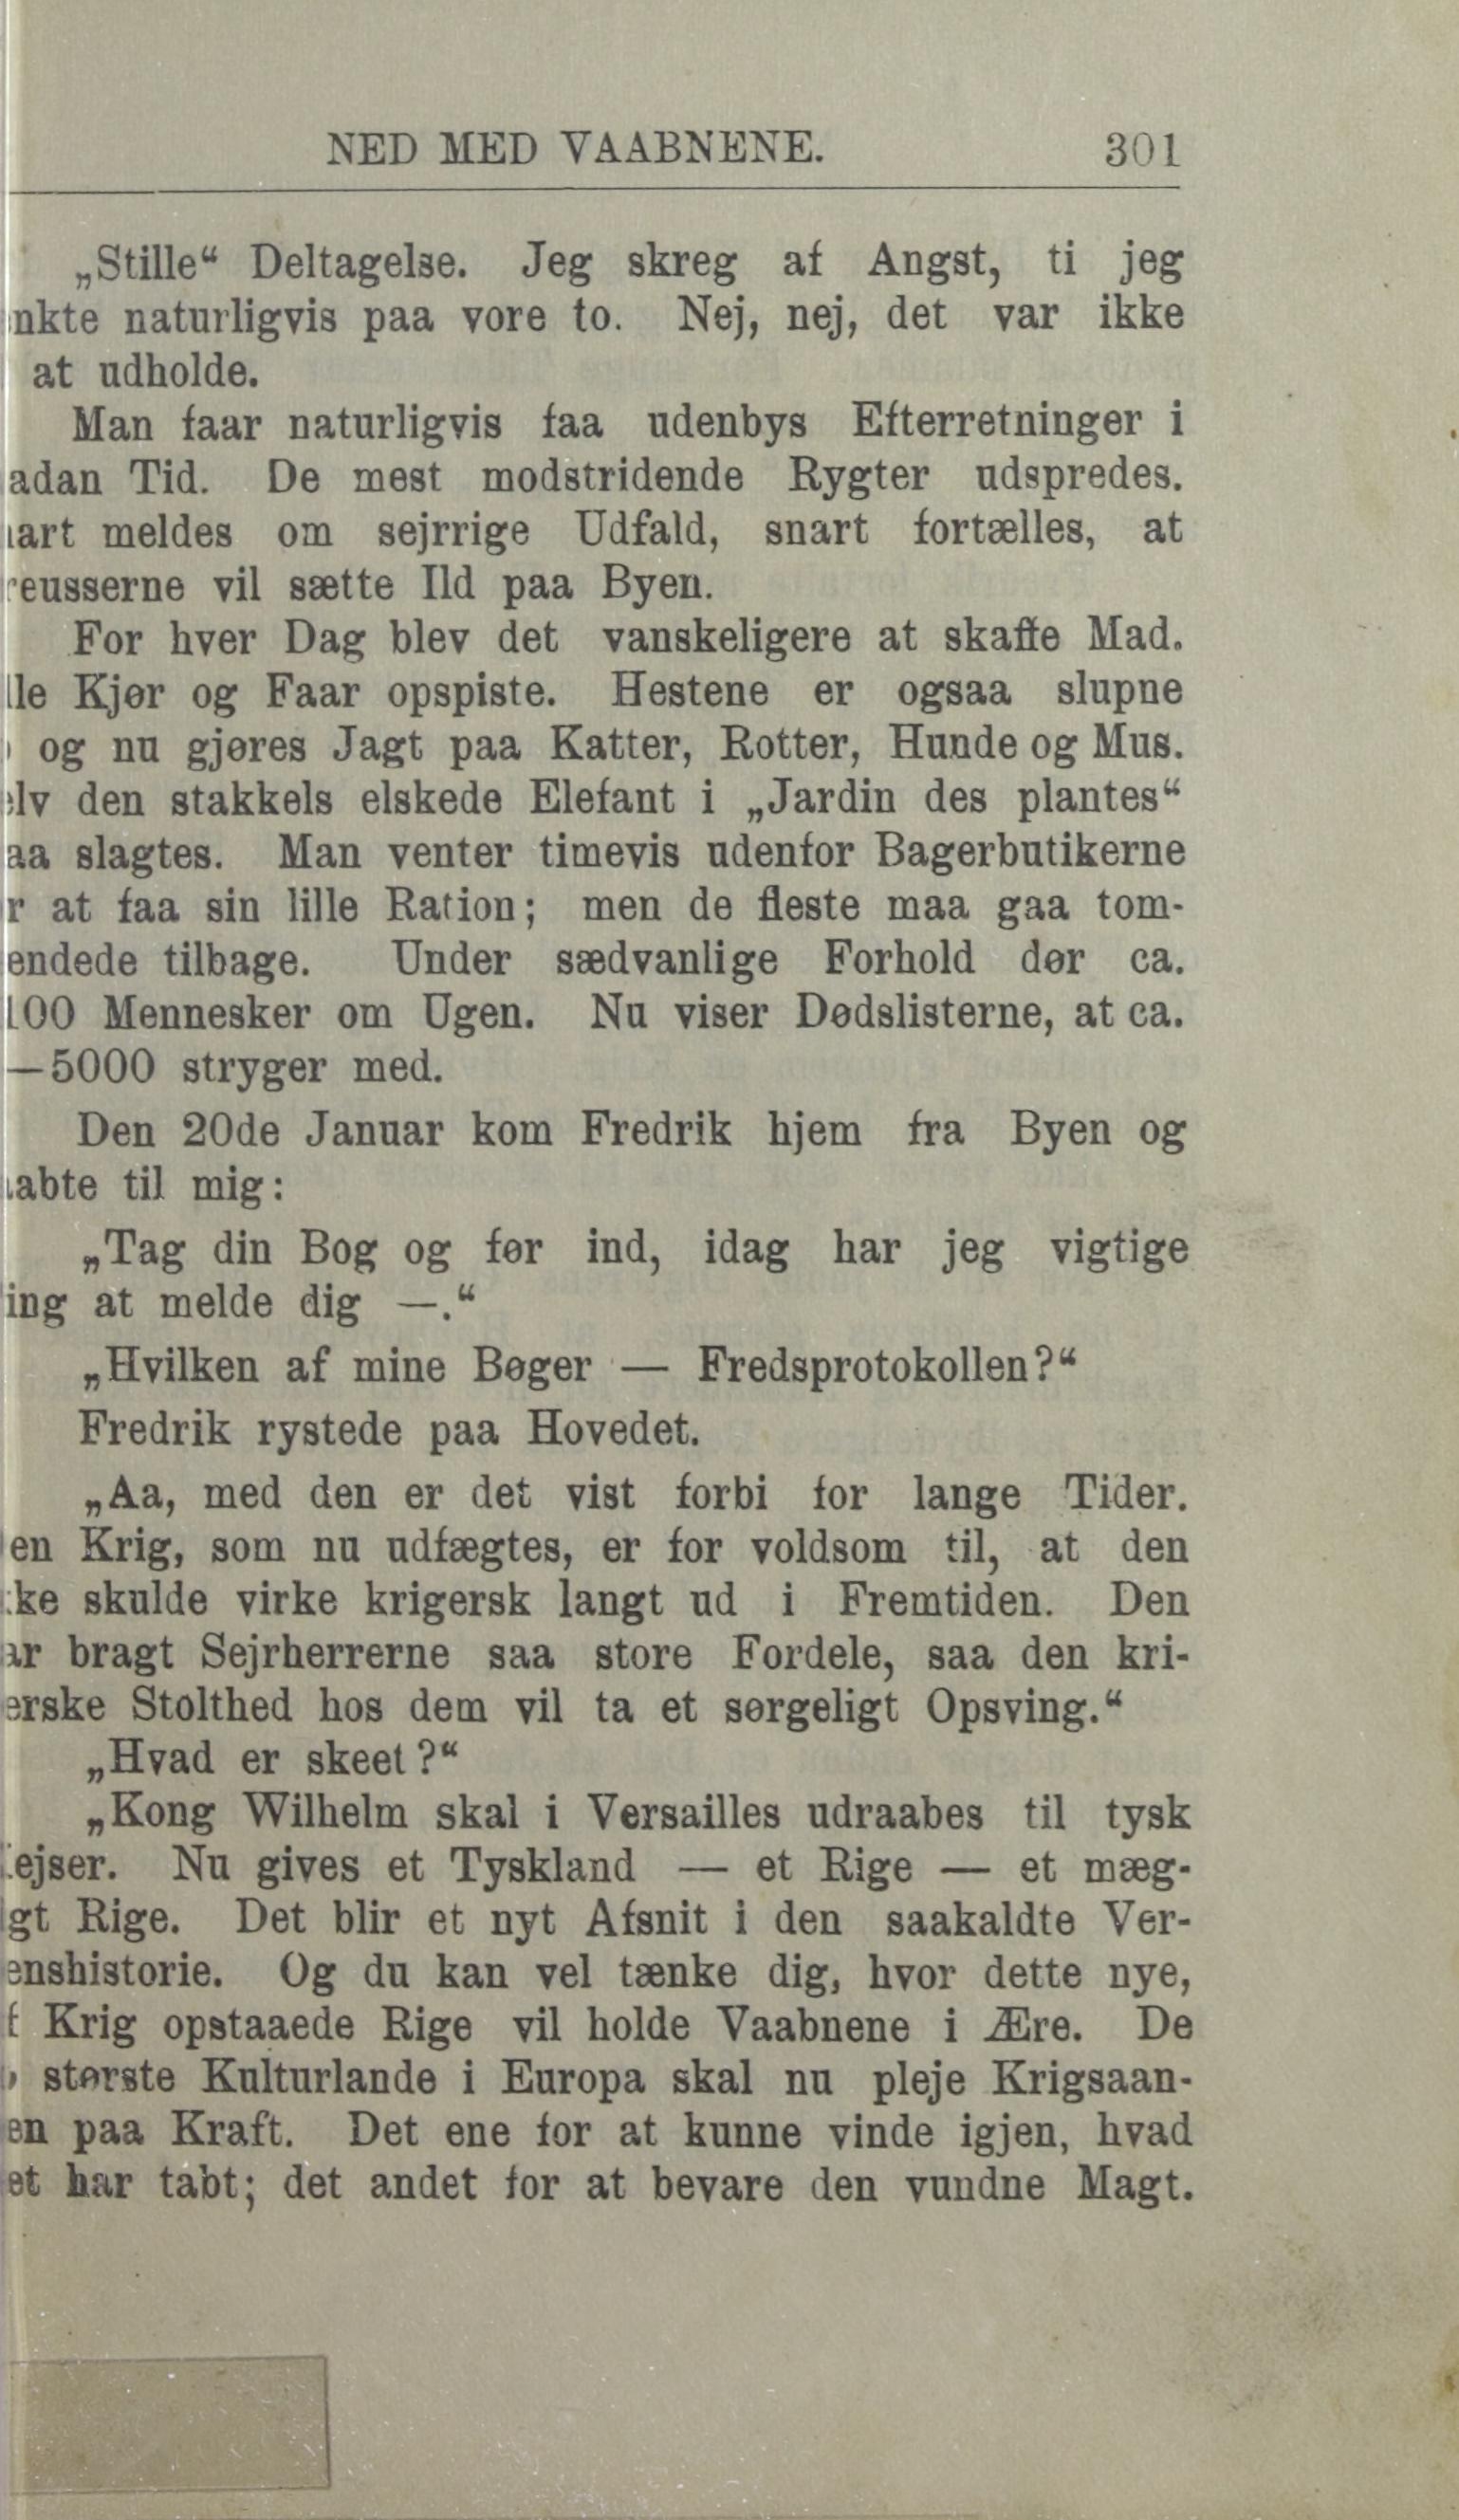 NED MED VAABNENE. 301
„Stille“ Deltagelse. Jeg skreg af Angst, ti jeg
nkte naturligvis paa vore to. Nej, nej, det var ikke
at udholde.
Man faar naturligvis faa udenbys Efterretninger i
adan Tid. De mest modstridende Rygter udspredes.
art meldes om sejrrige Udfald, snart fortælles, at
eusserne vil sætte Ild paa Byen.
For hver Dag blev det vanskeligere at skaffe Mad.
lle Kjør og Faar opspiste. Hestene er ogsaa slupne
og nu gjøres Jagt paa Katter, Rotter, Hunde og Mus.
lv den stakkels elskede Elefant i „Jardin des plantes“
aa slagtes. Man venter timevis udenfor Bagerbutikerne
r at faa sin lille Ration; men de fleste maa gaa tom-
endede tilbage. Under sædvanlige Forhold dør ca.
100 Mennesker om Ugen. Nu viser Dødslisterne, at ca.
—5000 stryger med.
Den 20de Januar kom Fredrik hjem fra Byen og
abte til mig:
„Tag din Bog og før ind, idag har jeg vigtige
ing at melde dig —.“
„Hvilken af mine Bøger — Fredsprotokollen?“
Fredrik rystede paa Hovedet.
„Aa, med den er det vist forbi for lange Tider.
en Krig, som nu udfægtes, er for voldsom til, at den
ke skulde virke krigersk langt ud i Fremtiden. Den
ar bragt Sejrherrerne saa store Fordele, saa den kri-
erske Stolthed hos dem vil ta et sørgeligt Opsving.“
„Hvad er skeet?“
„Kong Wilhelm skal i Versailles udraabes til tysk
ejser. Nu gives et Tyskland — et Rige — et mæg-
gt Rige. Det blir et nyt Afsnit i den saakaldte Ver-
enshistorie. Og du kan vel tænke dig, hvor dette nye,
f Krig opstaaede Rige vil holde Vaabnene i Ære. De
største Kulturlande i Europa skal nu pleje Krigsaan-
en paa Kraft. Det ene for at kunne vinde igjen, hvad
et har tabt; det andet for at bevare den vundne Magt.